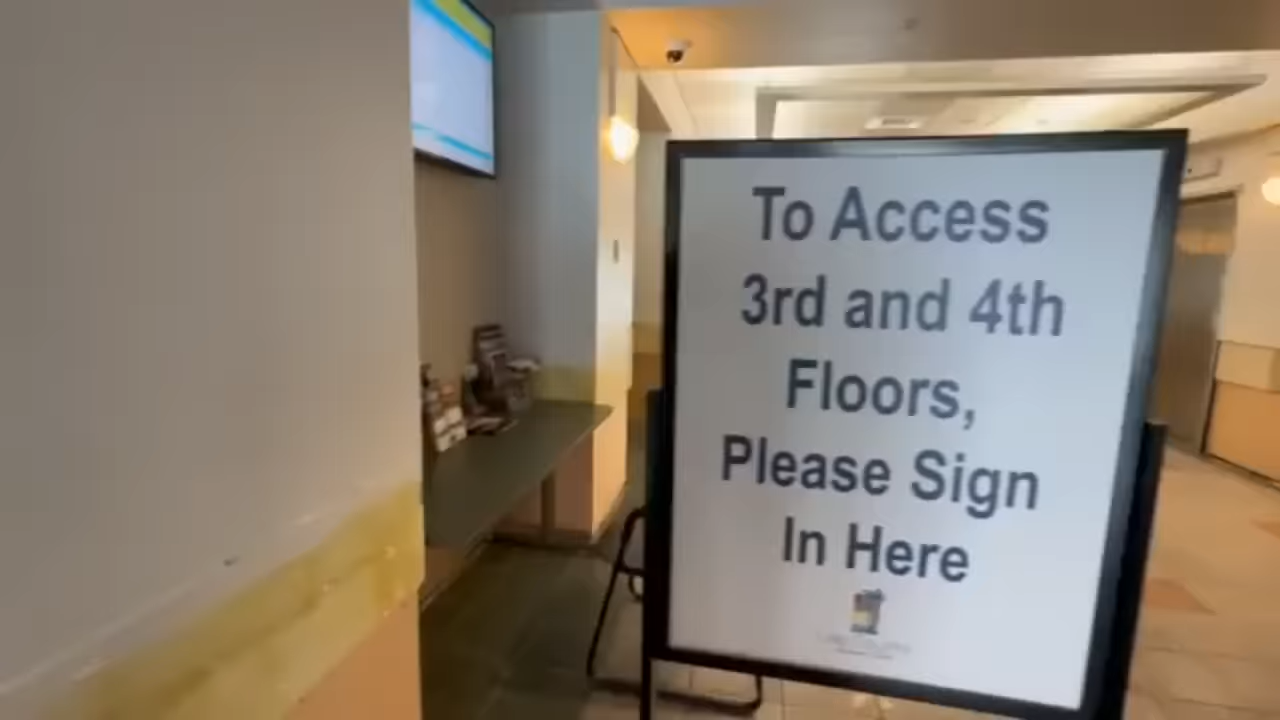 To Access
3rd and 4th
Floors,
Please Sign
In Here